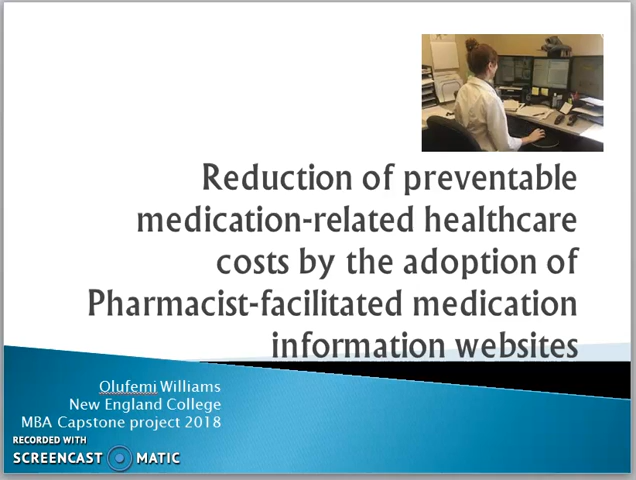 Reduction of preventable
medication-related healthcare
costs by the adoption of
Pharmacist-facilitated medication
information websites
Olufemi Williams
New England College
MBA Capstone project 2018
RECORDED WITH
SCREENCAST MATIC